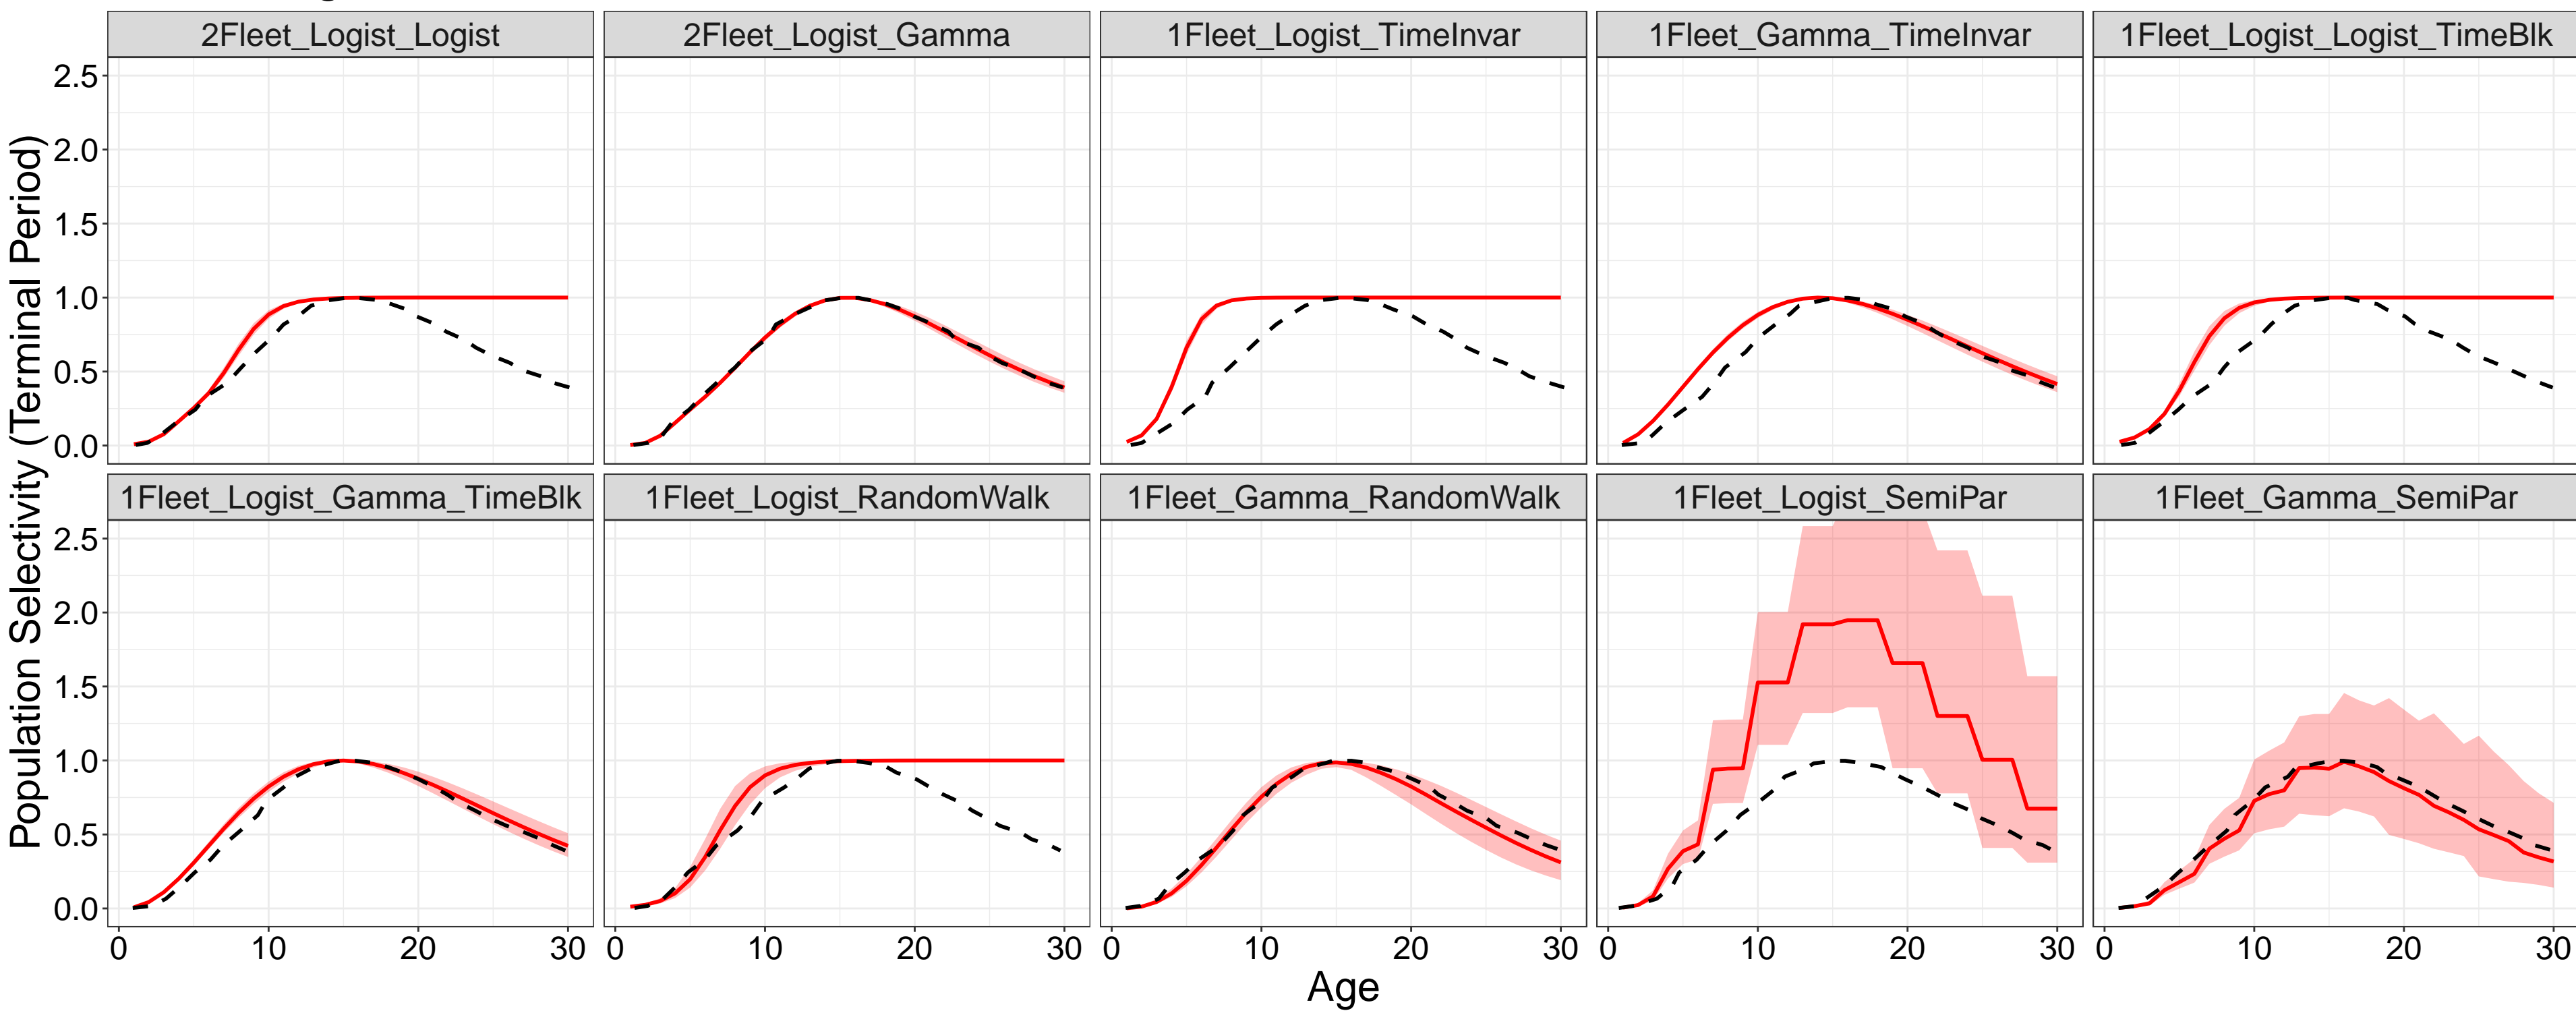 2Fleet_Logist_Logist
2Fleet_Logist_Gamma
1Fleet_Logist_TimeInvar
1Fleet_Gamma_TimeInvar
1Fleet_Logist_Logist_TimeBlk
2.5
2.0
1.5
1.0
0.5
0.0
Population Selectivity (Terminal Period)
1Fleet_Logist_Gamma_TimeBlk
1Fleet_Logist_RandomWalk
1Fleet_Gamma_RandomWalk
1Fleet_Logist_SemiPar
1Fleet_Gamma_SemiPar
2.5
2.0
1.5
1.0
0.5
0.0
0 10 20 30
0 10 20 30
0 10 20 30
0 10 20 30
0 10 20 30
Age